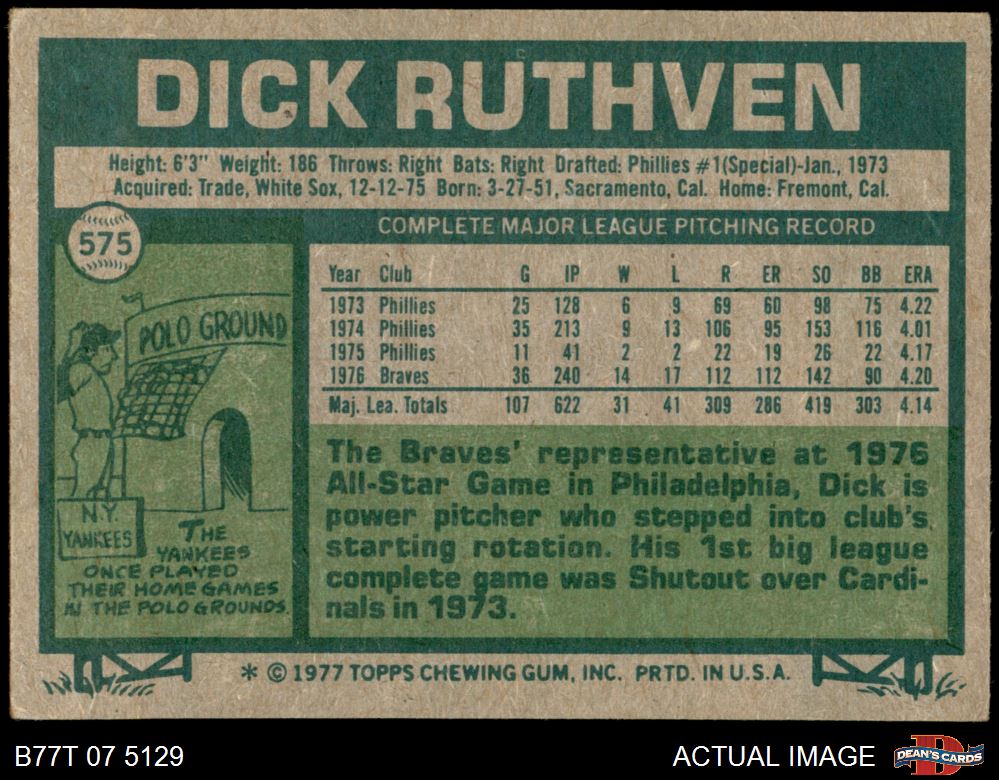 DICK RUTHVEN
Height: 6'3" Weight: 186 Throws: Right Bats: Right Drafted: Phillies #1(Special)-Jan., 1973
Acquired: Trade, White Sox, 12-12-75 Born: 3-27-51, Sacramento, Cal. Home: Fremont, Cal.
575
COMPLETE MAJOR LEAGUE PITCHING RECORD
Year Club G IP W L R ER SO BB ERA
1973 Phillies 25 128 6 9 69 60 98 75 4.22
1974 Phillies 35 213 9 13 106 95 153 116 4.01
1975 Phillies 11 41 2 2 22 19 26 22 4.17
1976 Braves 36 240 14 17 112 112 142 90 4.20
Maj. Lea. Totals 107 622 31 41 309 286 419 303 4.14
POLO GROUND
N.Y.
YANKEES
THE
YANKEES
ONCE PLAYED
THEIR HOME GAMES
IN THE POLO GROUNDS.
The Braves' representative at 1976
All-Star Game in Philadelphia, Dick is
power pitcher who stepped into club's
starting rotation. His 1st big league
complete game was Shutout over Cardi-
nals in 1973.
* © 1977 TOPPS CHEWING GUM, INC. PRTD. IN U.S.A.
B77T 07 5129
ACTUAL IMAGE
D
DEAN'S CARDS